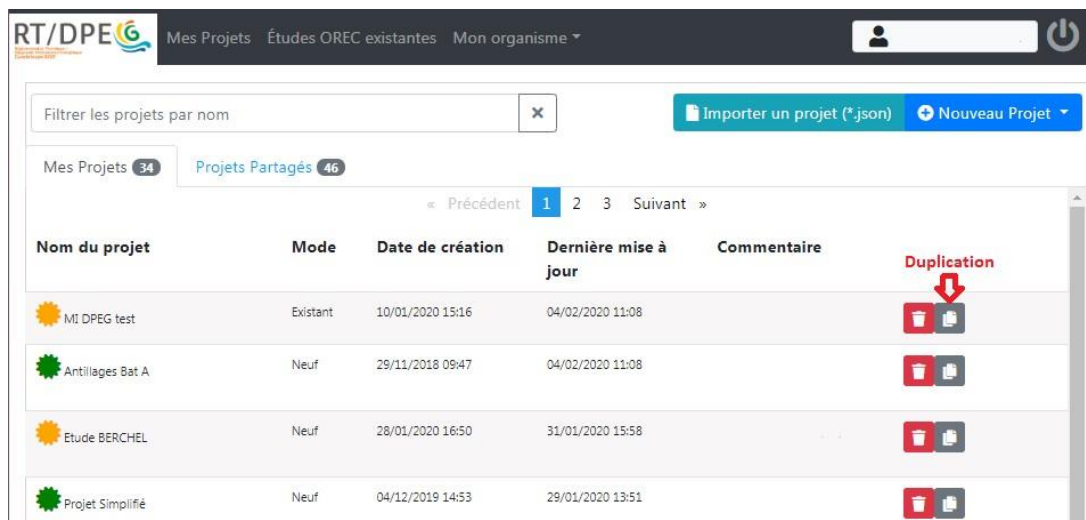 RT/DPEG
Mes Projets Études OREC existantes Mon organisme
Filtrer les projets par nom
Importer un projet (*.json) Nouveau Projet
Mes Projets 34 Projets Partagés 46
« Précédent 1 2 3 Suivant »
Nom du projet Mode Date de création Dernière mise à jour Commentaire
Duplication
MI DPEG test Existant 10/01/2020 15:16 04/02/2020 11:08
Antillages Bat A Neuf 29/11/2018 09:47 04/02/2020 11:08
Etude BERCHEL Neuf 28/01/2020 16:50 31/01/2020 15:58
Projet Simplifié Neuf 04/12/2019 14:53 29/01/2020 13:51